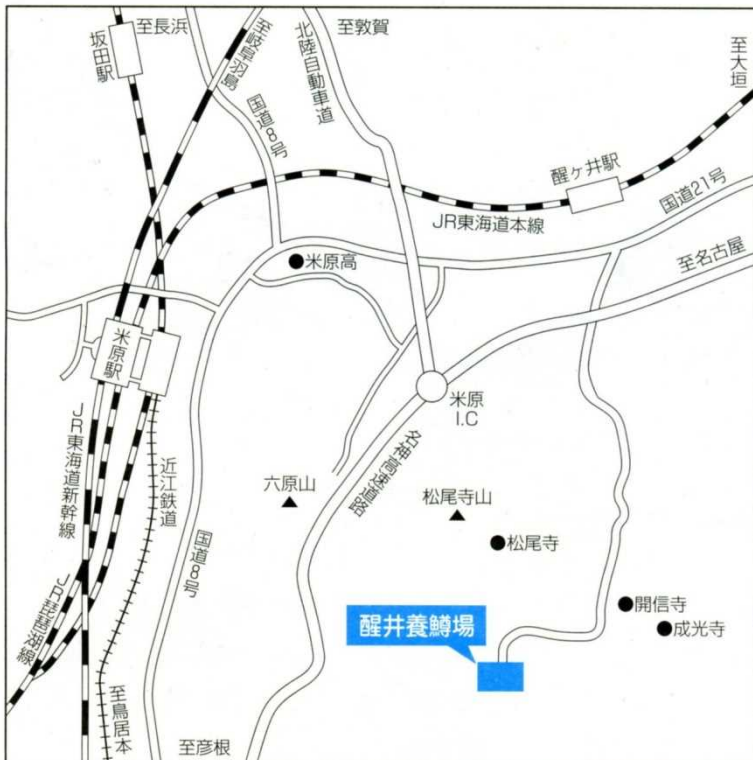 至長浜
至敦賀
坂田駅
至岐阜羽島
北陸自動車道
至大垣
国道8号
醒ヶ井駅
国道21号
JR東海道本線
至名古屋
米原高
米原駅
米原
I.C
JR東海道新幹線
近江鉄道
名神高速道路
六原山
松尾寺山
松尾寺
国道8号
開信寺
成光寺
醒井養鱒場
JR琵琶湖線
至鳥居本
至彦根